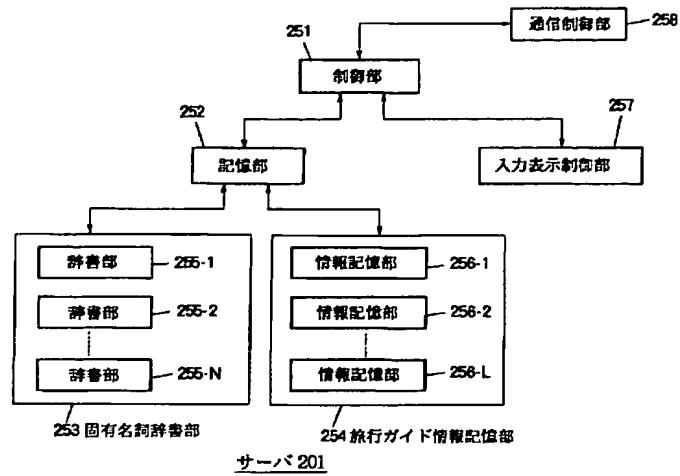 251
通信制御部
258
制御部
252
257
記憶部
入力表示制御部
辞書部
255-1
情報記憶部
256-1
辞書部
255-2
情報記憶部
256-2
辞書部
255-N
情報記憶部
256-L
253 固有名詞辞書部
254 旅行ガイド情報記憶部
サーバ 201